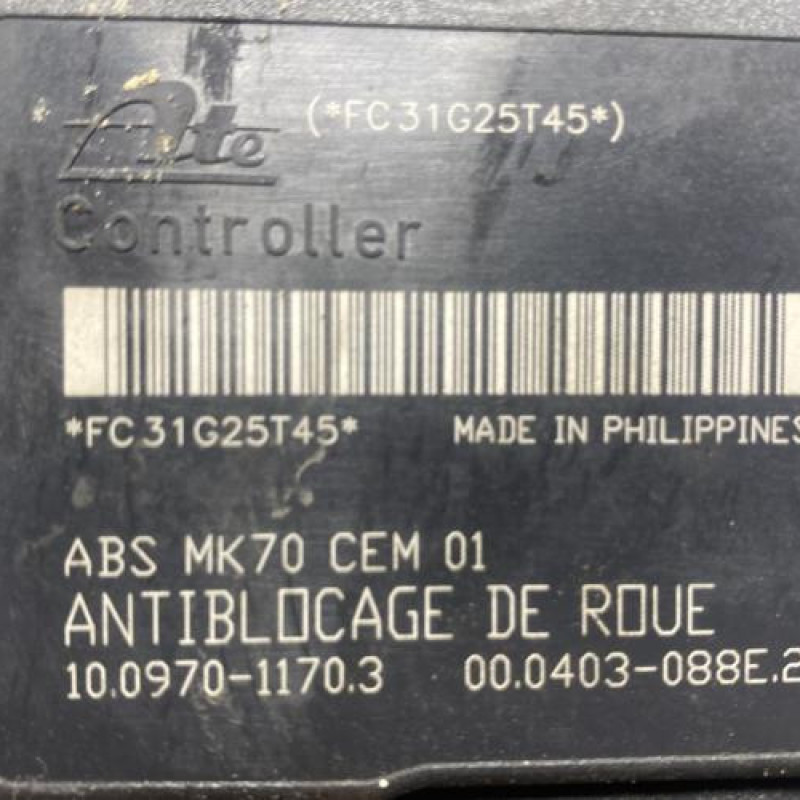 Ate (*FC31G25T45*)
Controller
*FC31G25T45* MADE IN PHILIPPINES
ABS MK70 CEM 01
ANTIBLOCAGE DE ROUE
10.0970-1170.3 00.0403-088E.2